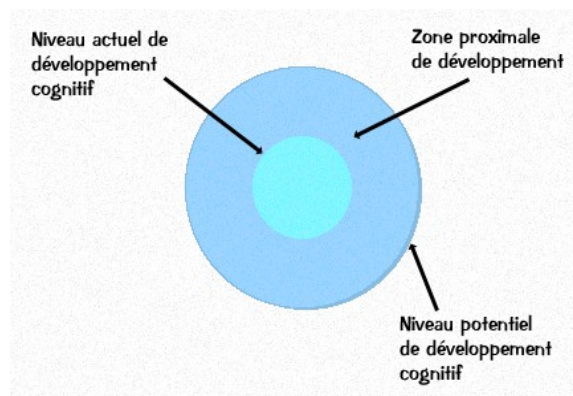 Niveau actuel de
développement
cognitif
Zone proximale
de développement
Niveau potentiel
de développement
cognitif